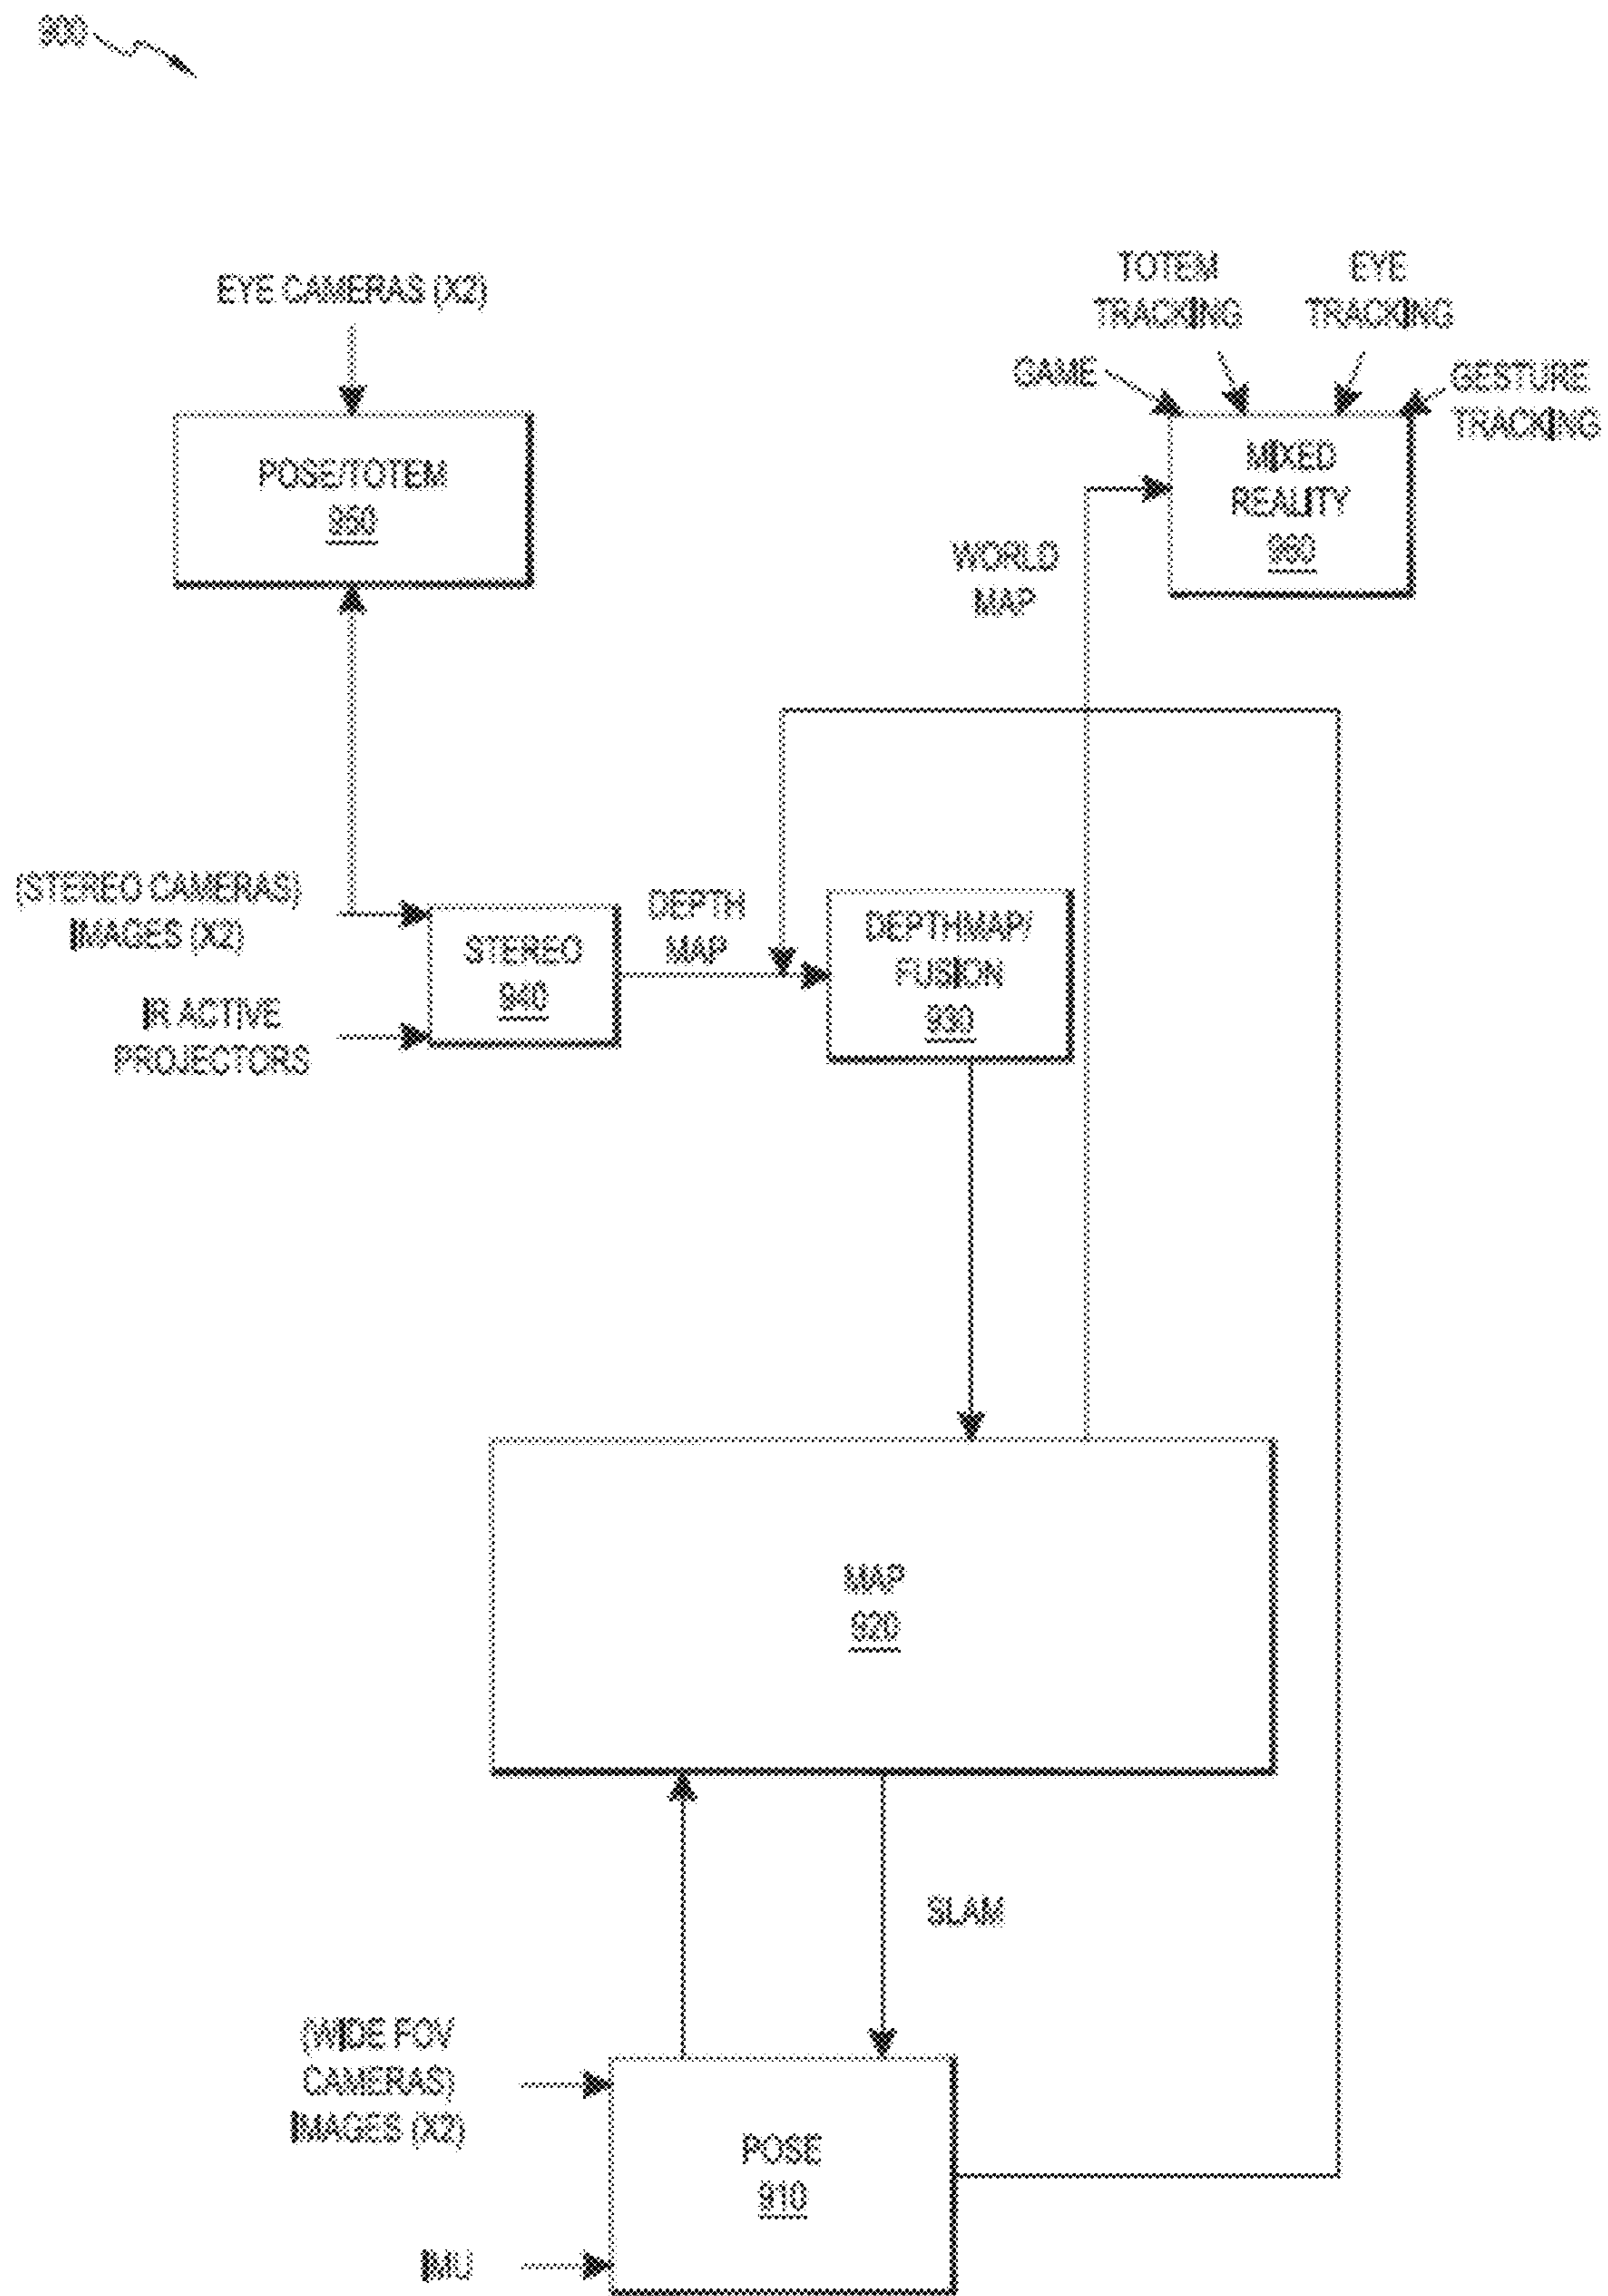 900
EYE CAMERAS (X2)
POSE/TOTEM
950
TOTEM
TRACKING
EYE
TRACKING
GAME
GESTURE
TRACKING
MIXED
REALITY
960
WORLD
MAP
(STEREO CAMERAS)
IMAGES (X2)
IR ACTIVE
PROJECTORS
STEREO
940
DEPTH
MAP
DEPTHMAP/
FUSION
930
MAP
920
SLAM
(WIDE FOV
CAMERAS)
IMAGES (X2)
IMU
POSE
910